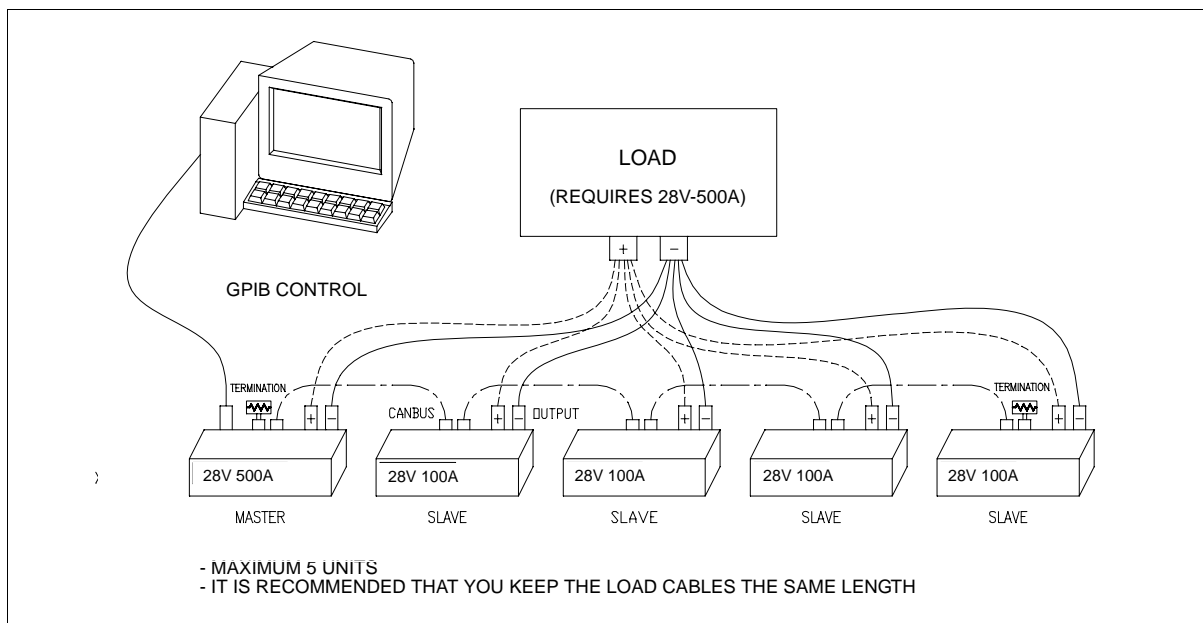 LOAD
(REQUIRES 28V-500A)
+ −
GPIB CONTROL
TERMINATION
TERMINATION
CANBUS
OUTPUT
+ −
+ −
+ −
+ −
+ −
28V 500A
28V 100A
28V 100A
28V 100A
28V 100A
MASTER
SLAVE
SLAVE
SLAVE
SLAVE
- MAXIMUM 5 UNITS
- IT IS RECOMMENDED THAT YOU KEEP THE LOAD CABLES THE SAME LENGTH